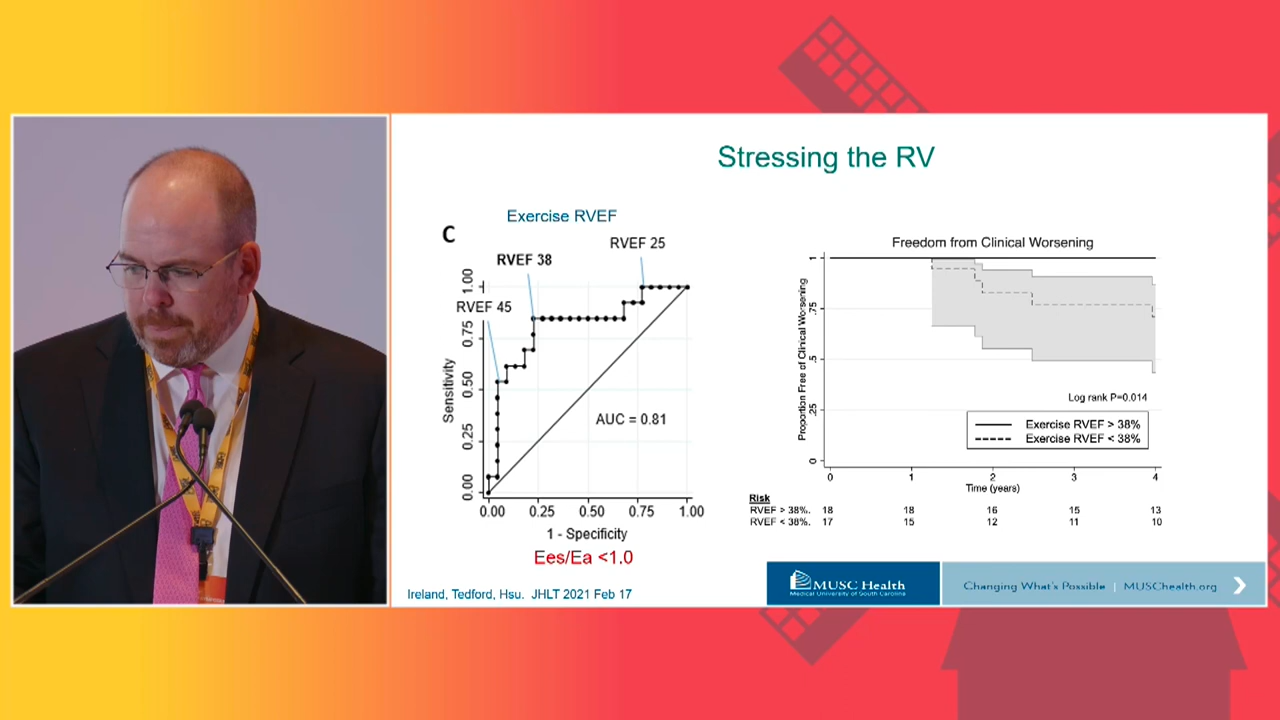 Stressing the RV
Exercise RVEF
C
RVEF 25
RVEF 38
RVEF 45
Sensitivity
1.00
0.75
0.50
0.25
0.00
AUC = 0.81
0.00 0.25 0.50 0.75 1.00
1 - Specificity
Ees/Ea <1.0
Ireland, Tedford, Hsu. JHLT 2021 Feb 17
Freedom from Clinical Worsening
Proportion Free of Clinical Worsening
1
.75
.5
.25
0
Log rank P=0.014
Exercise RVEF > 38%
Exercise RVEF < 38%
0 1 2 3 4
Time (years)
Risk
RVEF > 38%. 18 18 16 15 13
RVEF < 38%. 17 15 12 11 10
MUSC Health
Medical University of South Carolina
Changing What's Possible | MUSChealth.org